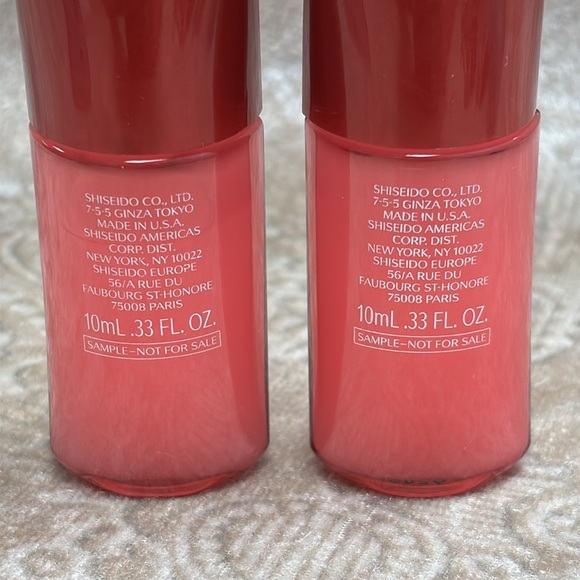 SHISEIDO CO., LTD.
7-5-5 GINZA TOKYO
MADE IN U.S.A.
SHISEIDO AMERICAS
CORP. DIST.
NEW YORK, NY 10022
SHISEIDO EUROPE
56/A RUE DU
FAUBOURG ST-HONORE
75008 PARIS
10mL .33 FL. OZ.
SAMPLE-NOT FOR SALE
SHISEIDO CO., LTD.
7-5-5 GINZA TOKYO
MADE IN U.S.A.
SHISEIDO AMERICAS
CORP. DIST.
NEW YORK, NY 10022
SHISEIDO EUROPE
56/A RUE DU
FAUBOURG ST-HONORE
75008 PARIS
10mL .33 FL. OZ.
SAMPLE-NOT FOR SALE